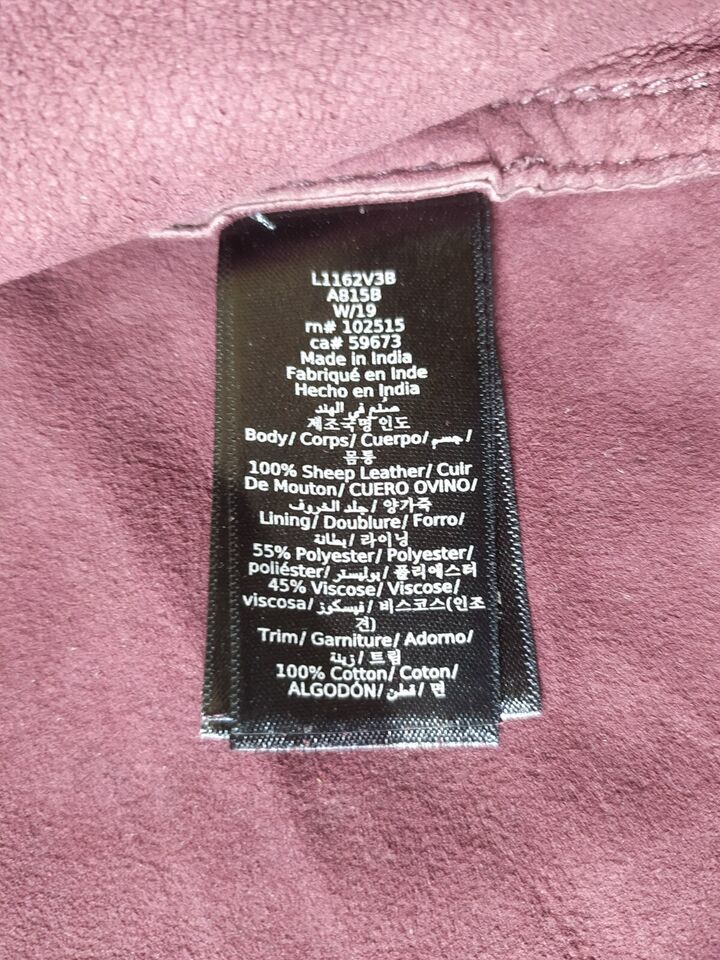 L1162V3B
A815B
W/19
rn# 102515
ca# 59673
Made in India
Fabriqué en Inde
Hecho en India
صنع في الهند
제조국명 인도
Body/ Corps/ Cuerpo/ جسم/
몸통
100% Sheep Leather/ Cuir
De Mouton/ CUERO OVINO/
جلد الخروف/ 양가죽
Lining/ Doublure/ Forro/
بطانة/ 라이닝
55% Polyester/ Polyester/
poliéster/ بوليستر/ 폴리에스터
45% Viscose/ Viscose/
viscosa/ فيسكوز/ 비스코스(인조
견)
Trim/ Garniture/ Adorno/
زينة/ 트림
100% Cotton/ Coton/
ALGODÓN/ قطن/ 면